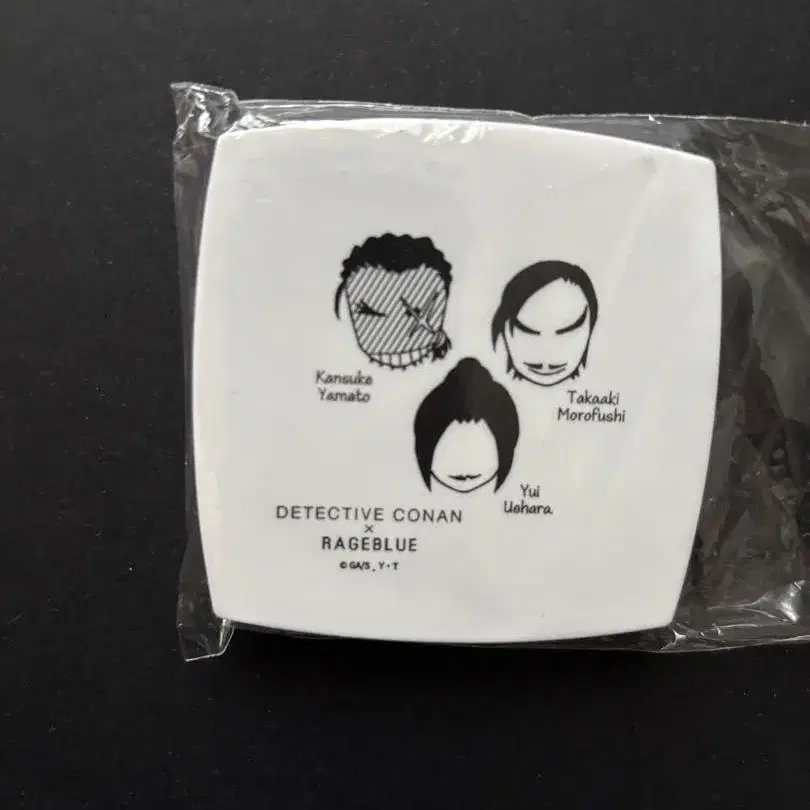 Kansuke
Yamato
Takaaki
Morofushi
Yui
Uehara
DETECTIVE CONAN
×
RAGEBLUE
© GA/S, Y・T